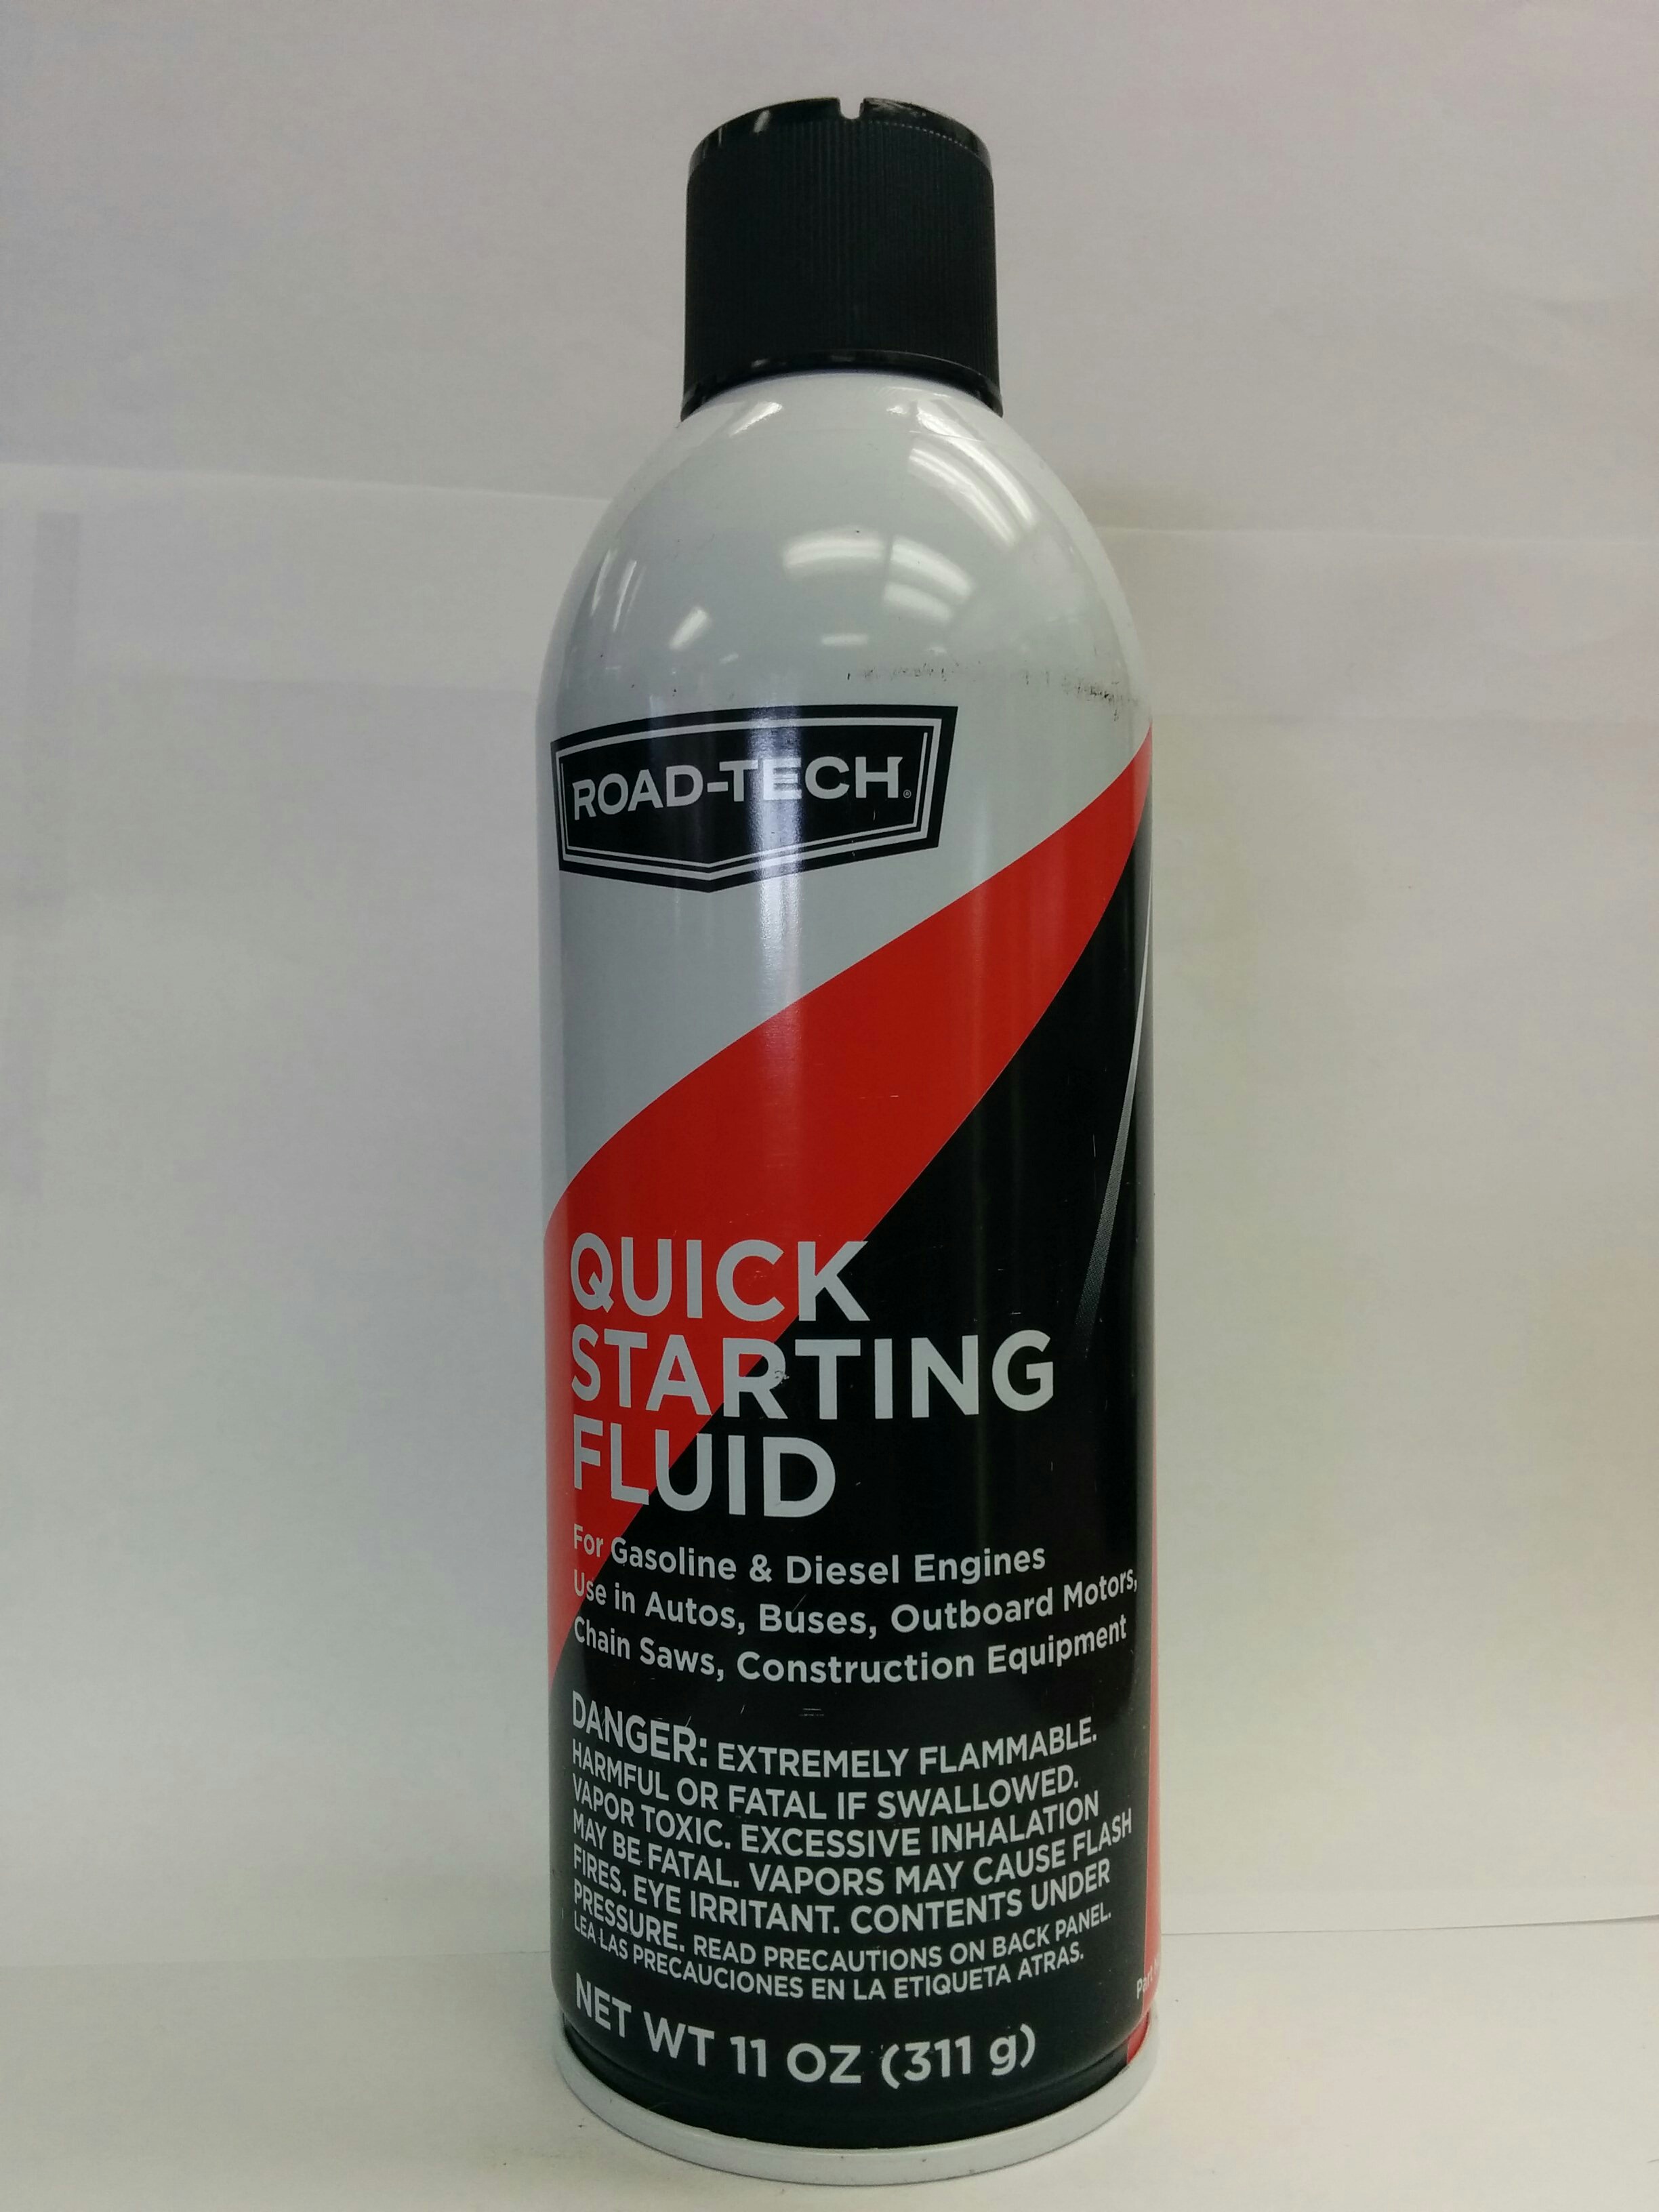 ROAD-TECH®
QUICK
STARTING
FLUID
For Gasoline & Diesel Engines
Use in Autos, Buses, Outboard Motors,
Chain Saws, Construction Equipment
DANGER: EXTREMELY FLAMMABLE.
HARMFUL OR FATAL IF SWALLOWED.
VAPOR TOXIC. EXCESSIVE INHALATION
MAY BE FATAL. VAPORS MAY CAUSE FLASH
FIRES. EYE IRRITANT. CONTENTS UNDER
PRESSURE. READ PRECAUTIONS ON BACK PANEL.
LEA LAS PRECAUCIONES EN LA ETIQUETA ATRAS.
NET WT 11 OZ (311 g)